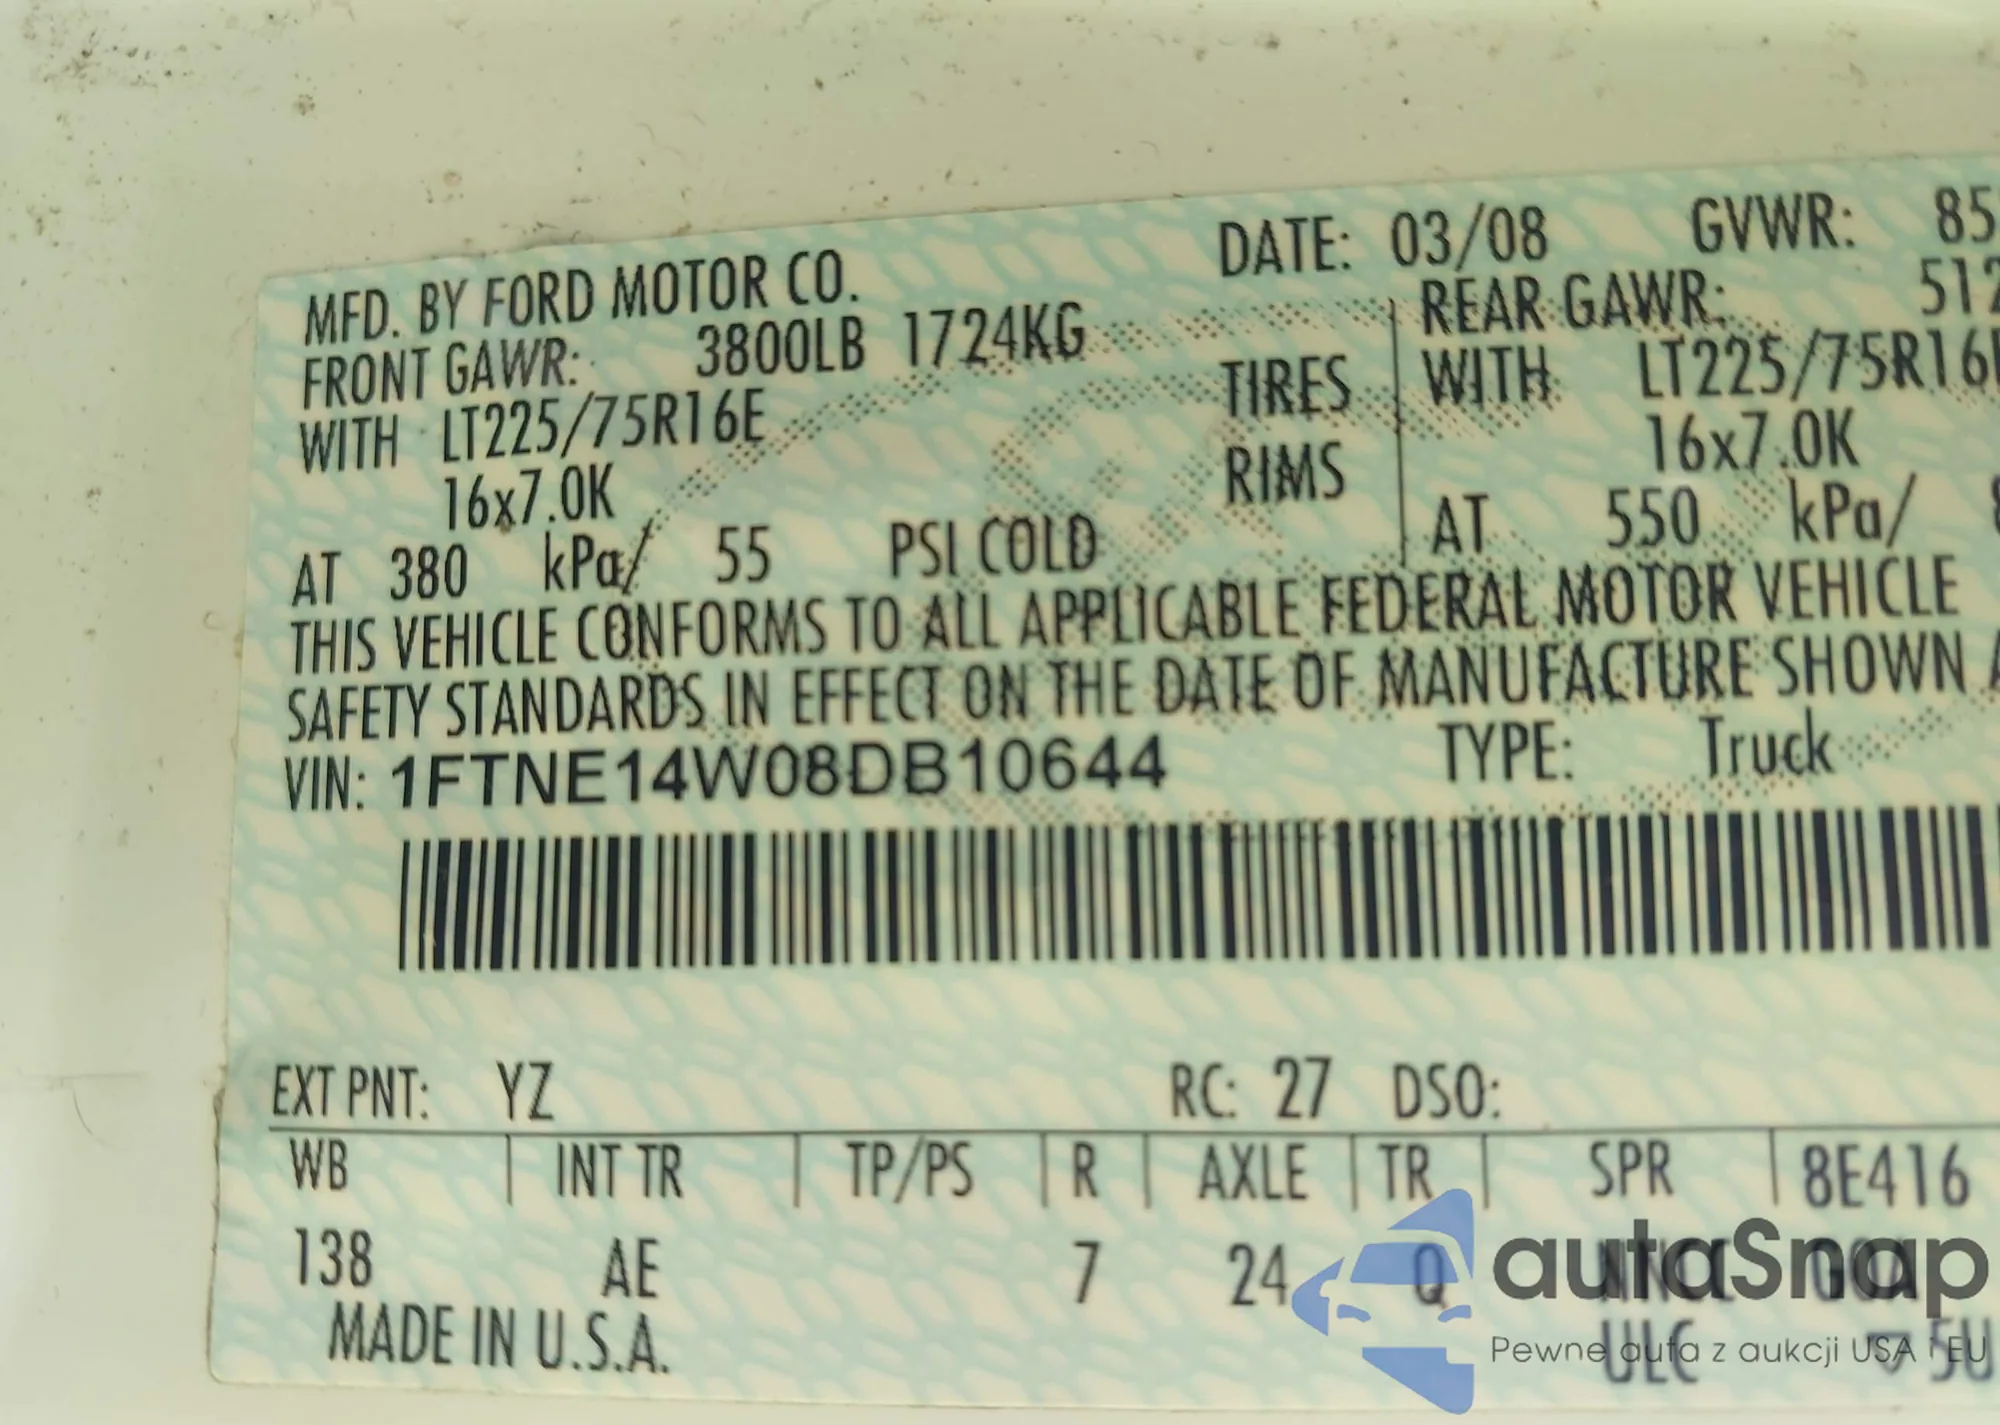 MFD. BY FORD MOTOR CO. DATE: 03/08 GVWR: 85
FRONT GAWR: 3800LB 1724KG REAR GAWR: 512
WITH LT225/75R16E TIRES WITH LT225/75R16
16x7.0K RIMS 16x7.0K
AT 380 kPa/ 55 PSI COLD AT 550 kPa/
THIS VEHICLE CONFORMS TO ALL APPLICABLE FEDERAL MOTOR VEHICLE
SAFETY STANDARDS IN EFFECT ON THE DATE OF MANUFACTURE SHOWN
VIN: 1FTNE14W08DB10644 TYPE: Truck
EXT PNT: YZ RC: 27 DSO:
WB INT TR TP/PS R AXLE TR SPR 8E416
138 AE 7 24 Q
MADE IN U.S.A. ULC 5U
autaSnap
Pewne auta z aukcji USA i EU